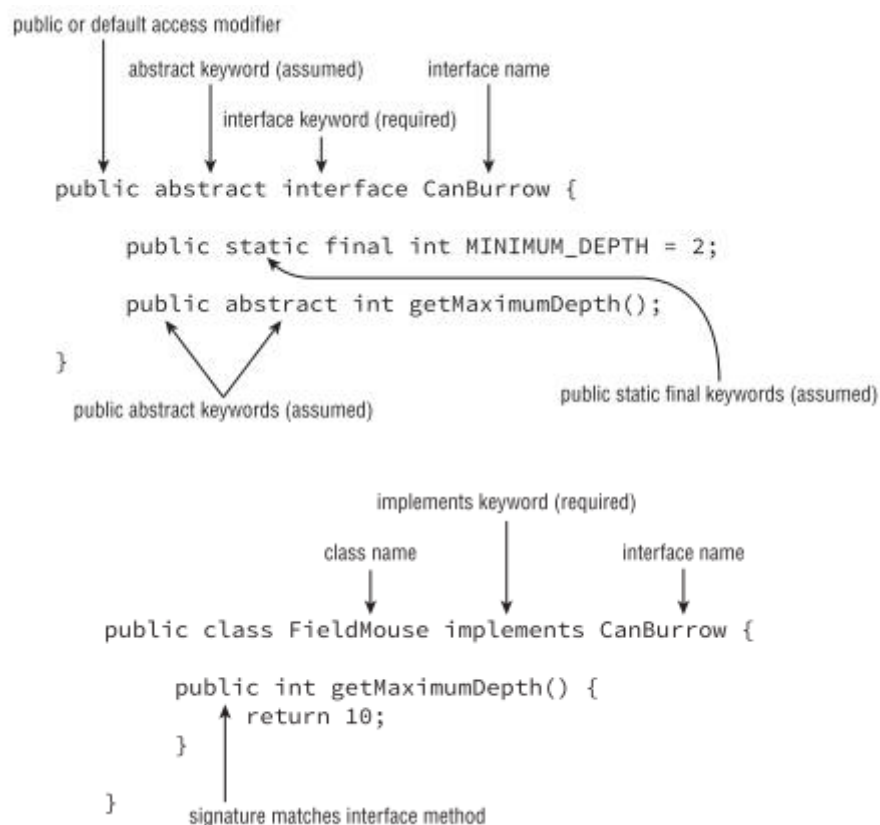 public or default access modifier
abstract keyword (assumed)
interface name
interface keyword (required)
public abstract interface CanBurrow {
public static final int MINIMUM_DEPTH = 2;
public abstract int getMaximumDepth();
}
public abstract keywords (assumed)
public static final keywords (assumed)
implements keyword (required)
class name
interface name
public class FieldMouse implements CanBurrow {
public int getMaximumDepth() {
return 10;
}
}
signature matches interface method